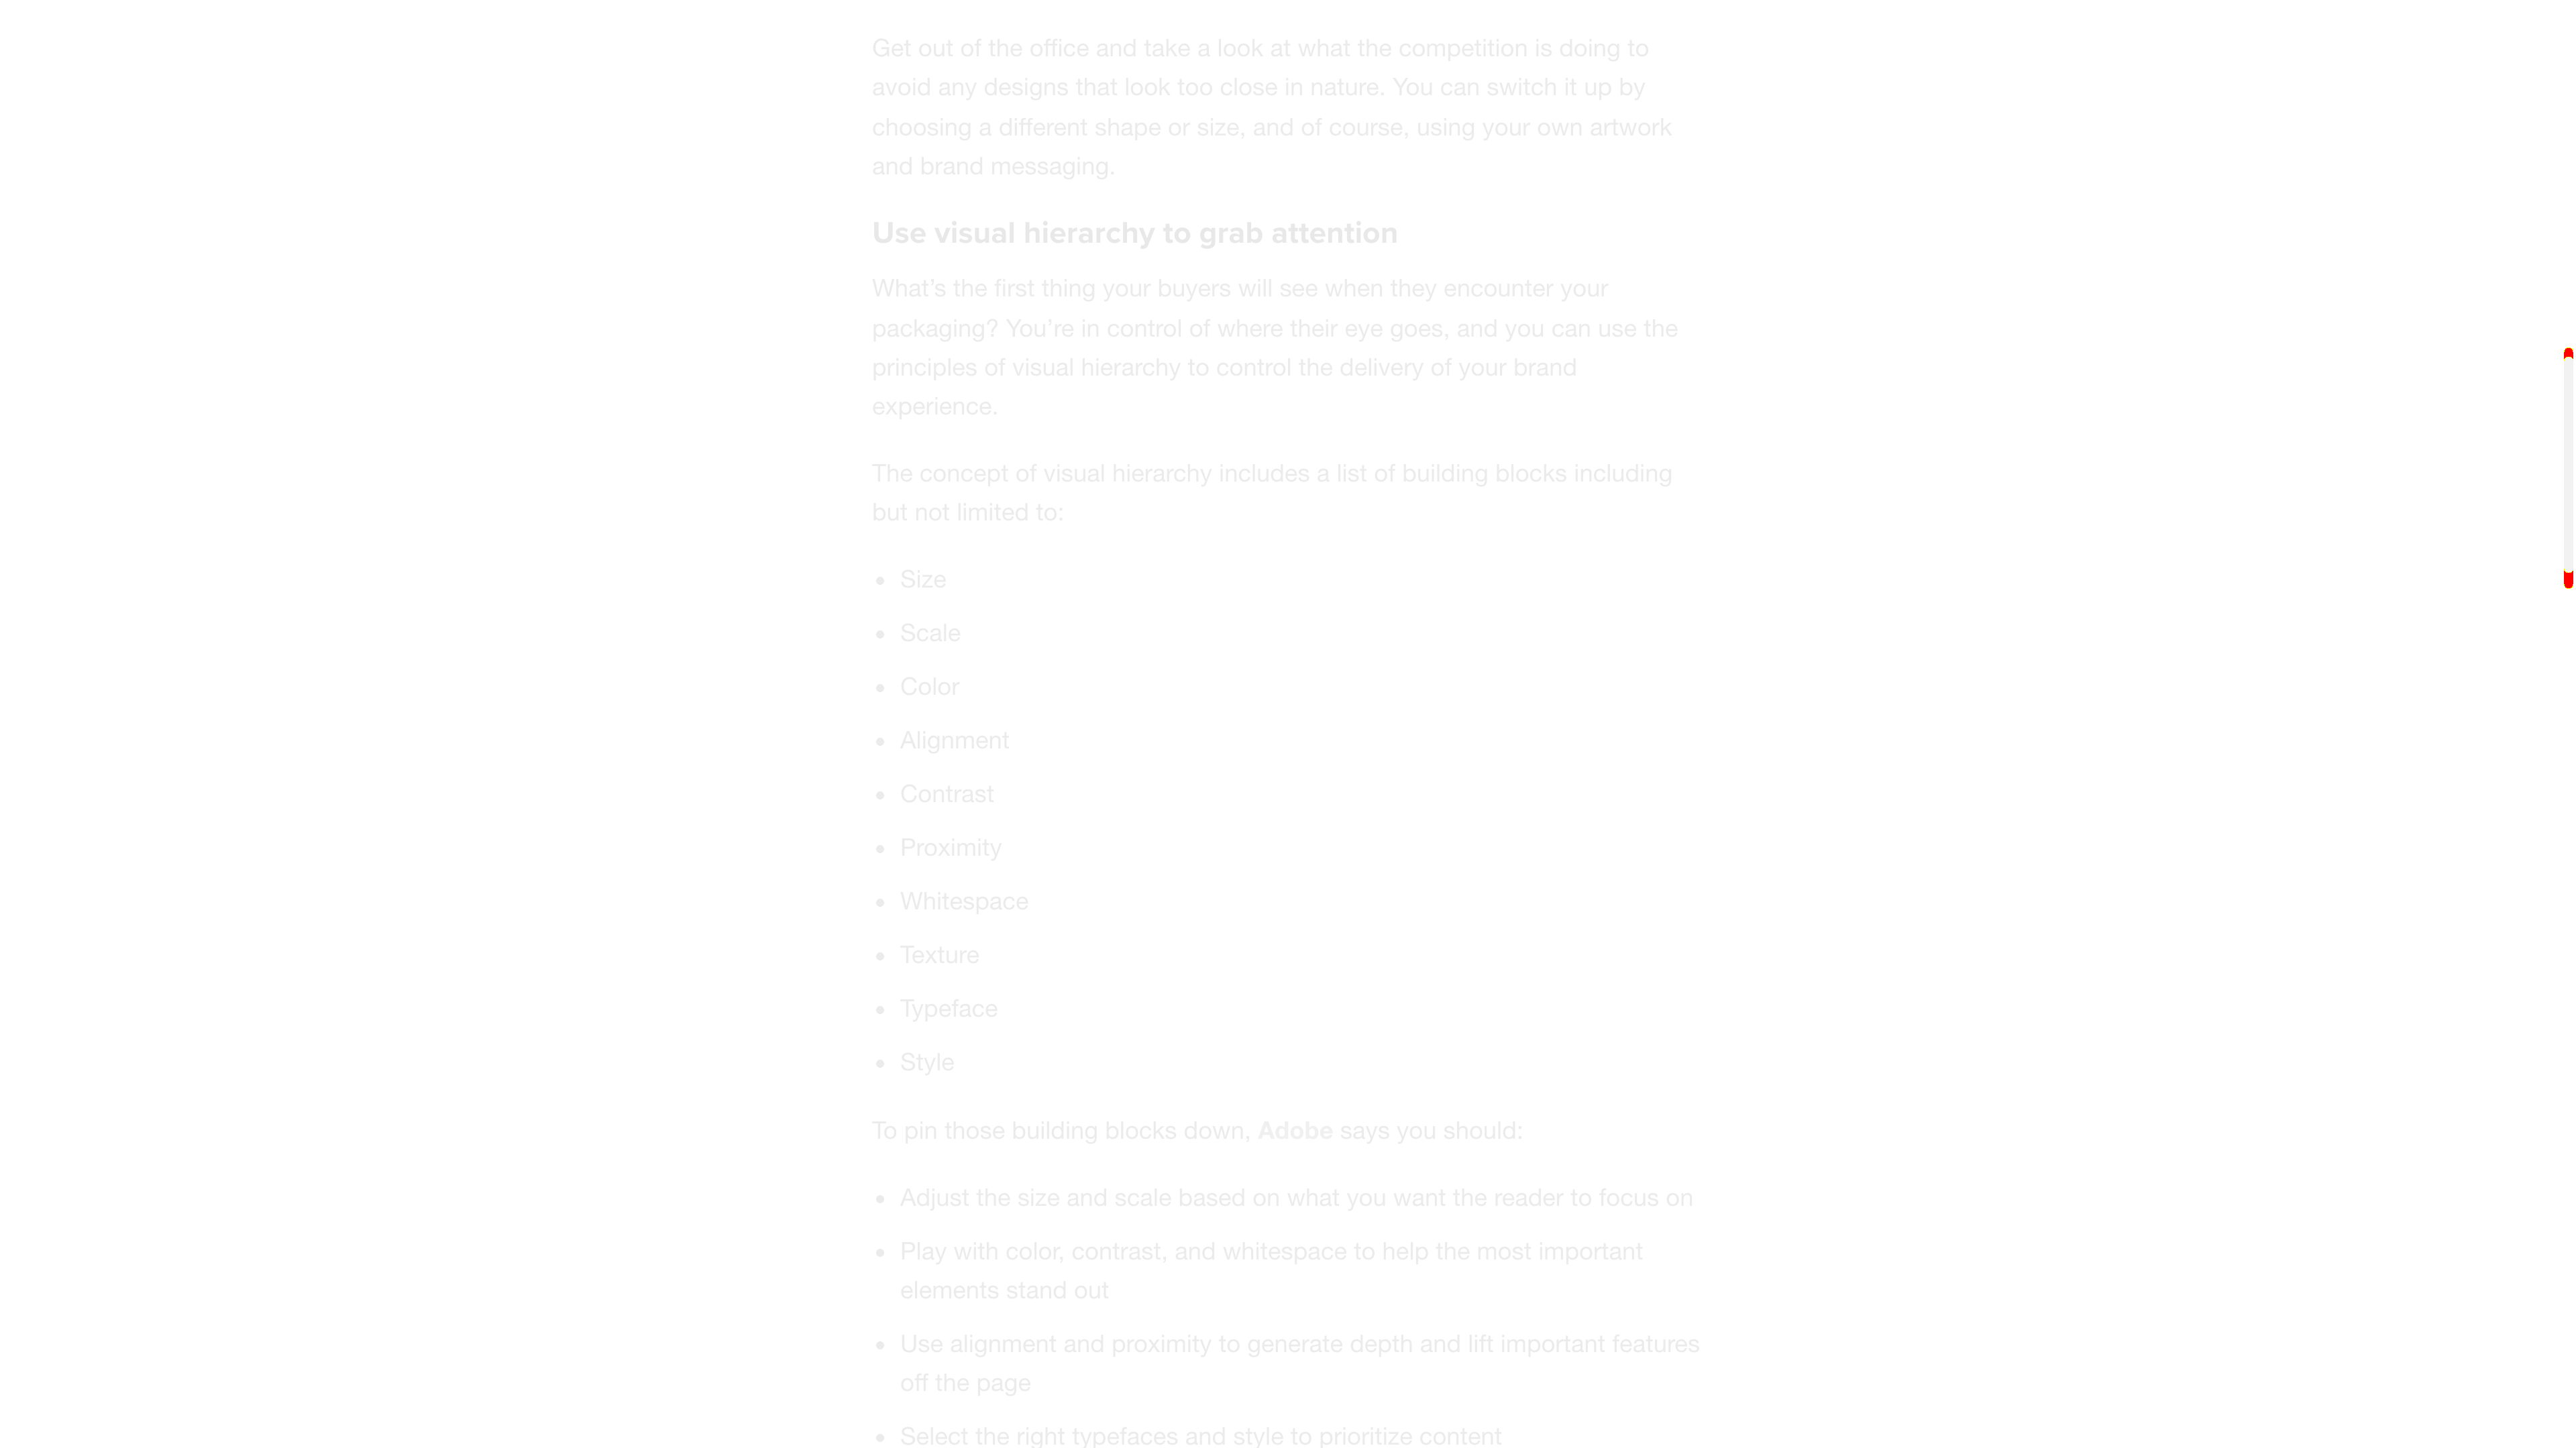 Get out of the office and take a look at what the competition is doing to
avoid any designs that look too close in nature. You can switch it up by
choosing a different shape or size, and of course, using your own artwork
and brand messaging.
Use visual hierarchy to grab attention
What’s the first thing your buyers will see when they encounter your
packaging? You’re in control of where their eye goes, and you can use the
principles of visual hierarchy to control the delivery of your brand
experience.
The concept of visual hierarchy includes a list of building blocks including
but not limited to:
• Size
• Scale
• Color
• Alignment
• Contrast
• Proximity
• Whitespace
• Texture
• Typeface
• Style
To pin those building blocks down, Adobe says you should:
• Adjust the size and scale based on what you want the reader to focus on
• Play with color, contrast, and whitespace to help the most important
elements stand out
• Use alignment and proximity to generate depth and lift important features
off the page
• Select the right typefaces and style to prioritize content